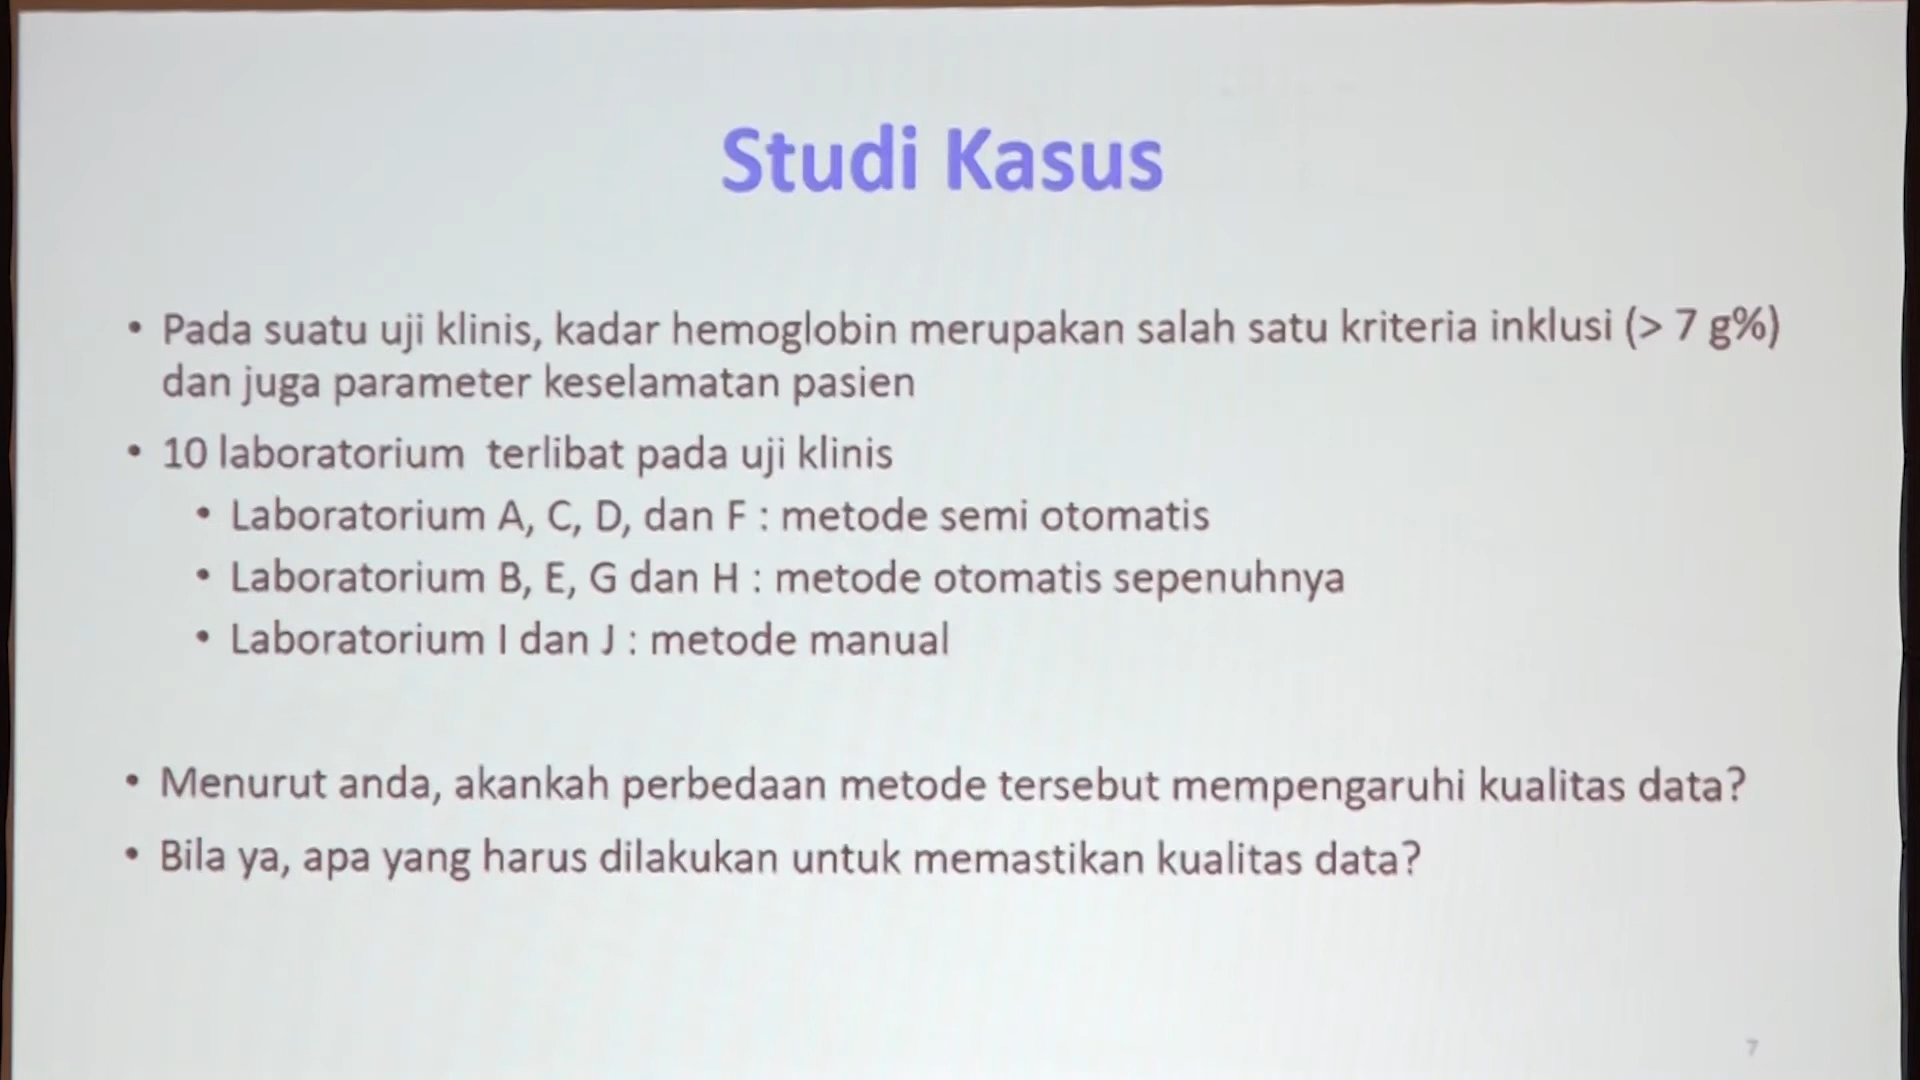 Studi Kasus
• Pada suatu uji klinis, kadar hemoglobin merupakan salah satu kriteria inklusi (> 7 g%)
dan juga parameter keselamatan pasien
• 10 laboratorium terlibat pada uji klinis
• Laboratorium A, C, D, dan F : metode semi otomatis
• Laboratorium B, E, G dan H : metode otomatis sepenuhnya
• Laboratorium I dan J : metode manual
• Menurut anda, akankah perbedaan metode tersebut mempengaruhi kualitas data?
• Bila ya, apa yang harus dilakukan untuk memastikan kualitas data?
7